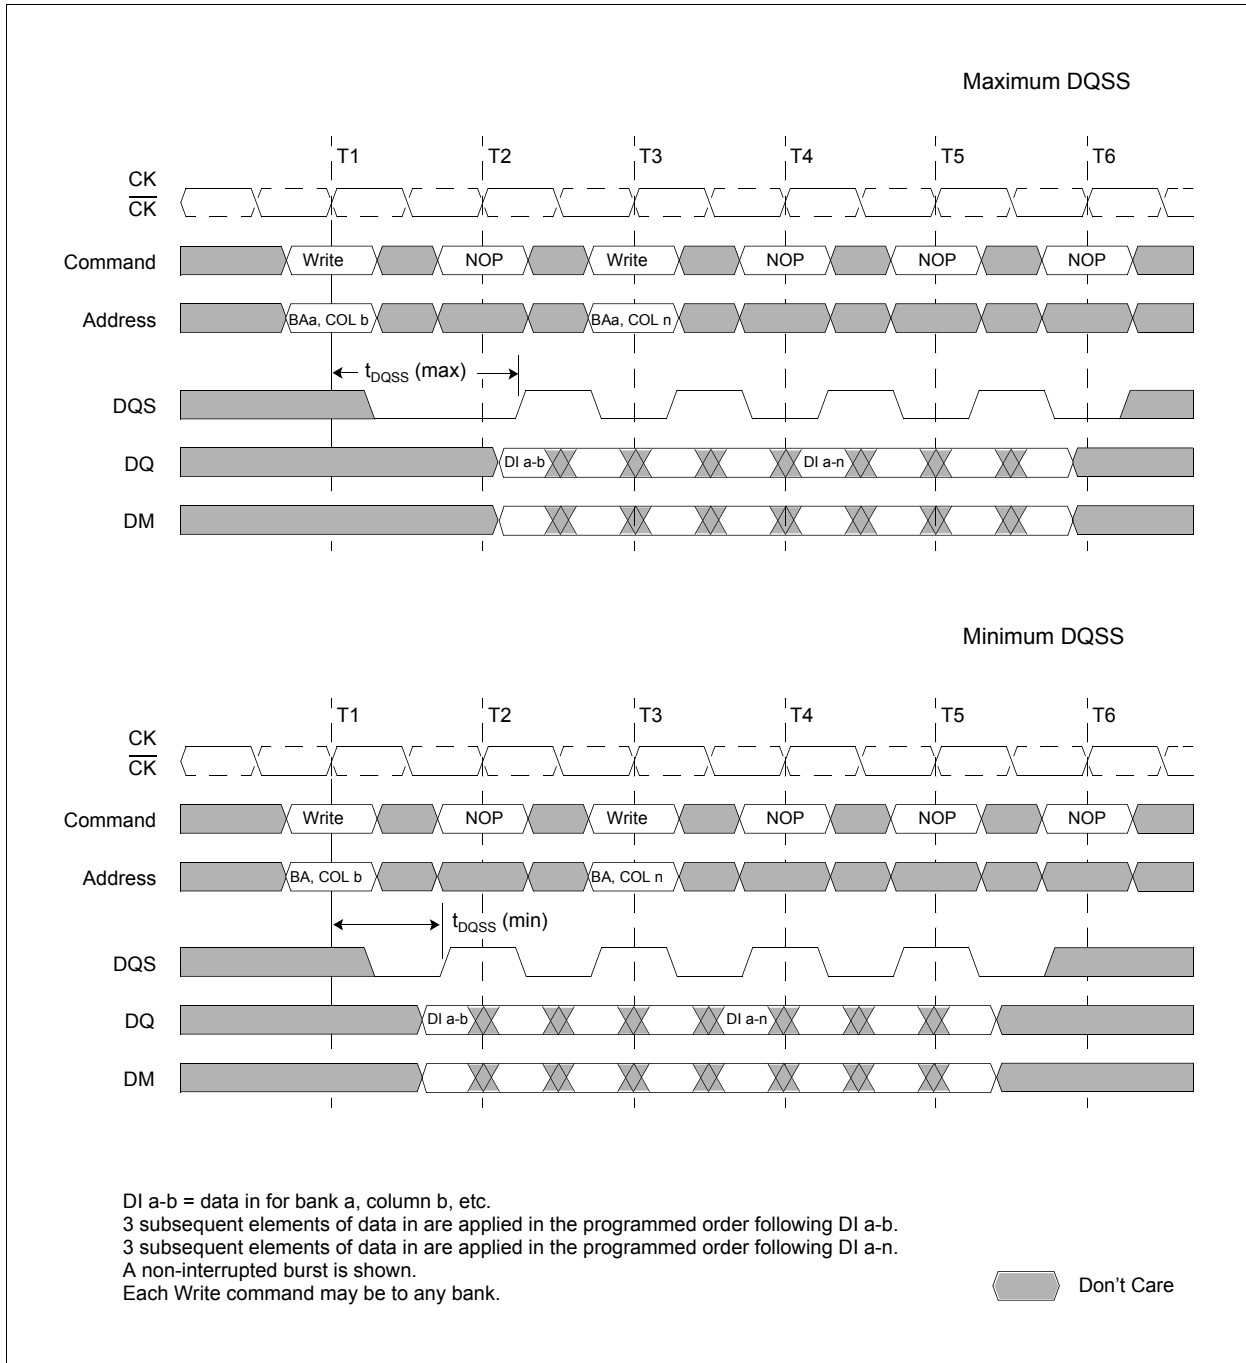 Maximum DQSS
T1 T2 T3 T4 T5 T6
CK
CK
Command Write NOP Write NOP NOP NOP
Address BAa, COL b BAa, COL n
tDQSS (max)
DQS
DQ DI a-b DI a-n
DM
Minimum DQSS
T1 T2 T3 T4 T5 T6
CK
CK
Command Write NOP Write NOP NOP NOP
Address BA, COL b BA, COL n
tDQSS (min)
DQS
DQ DI a-b DI a-n
DM
DI a-b = data in for bank a, column b, etc.
3 subsequent elements of data in are applied in the programmed order following DI a-b.
3 subsequent elements of data in are applied in the programmed order following DI a-n.
A non-interrupted burst is shown.
Each Write command may be to any bank.
Don't Care